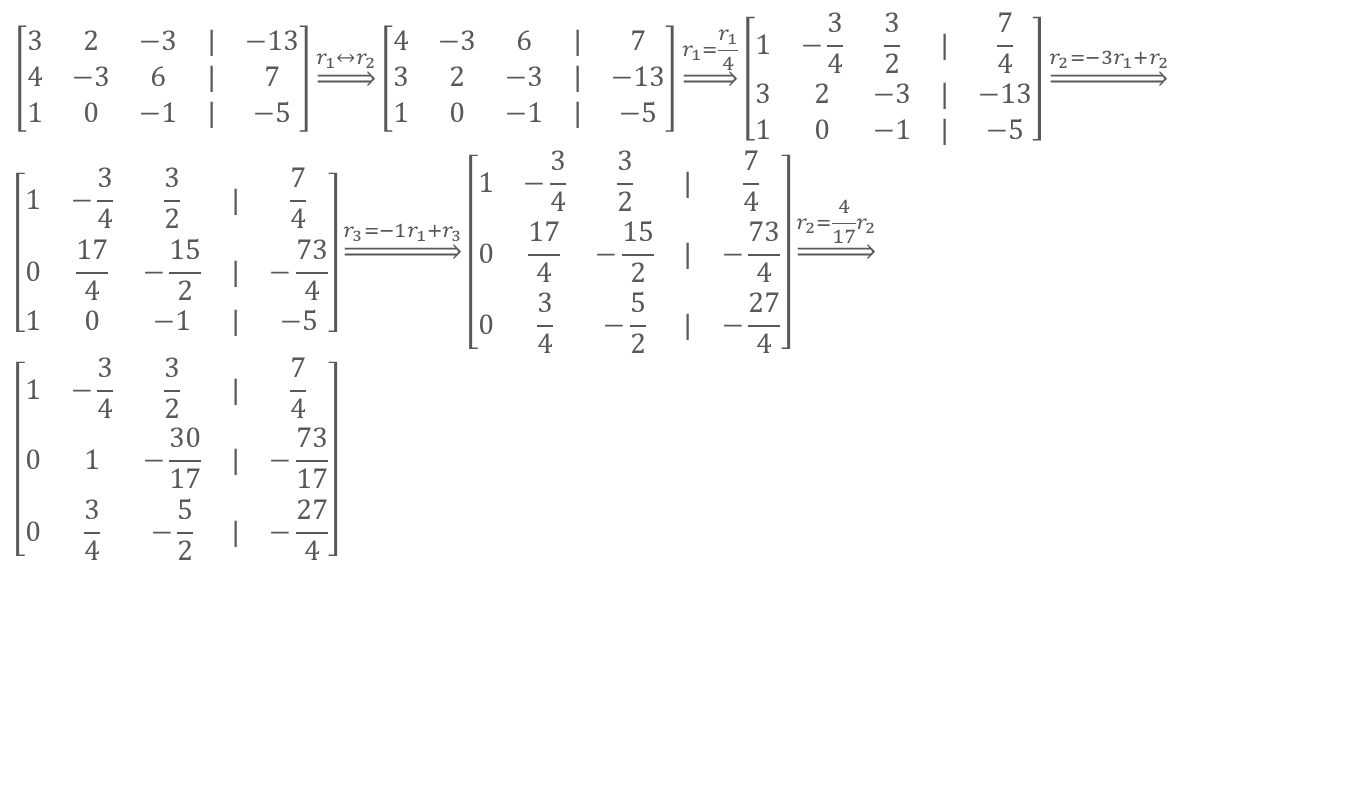 [3 2 −3 | −13; 4 −3 6 | 7; 1 0 −1 | −5] r₁↔r₂ ⟹ [4 −3 6 | 7; 3 2 −3 | −13; 1 0 −1 | −5] r₁=r₁/4 ⟹ [1 −3/4 3/2 | 7/4; 3 2 −3 | −13; 1 0 −1 | −5] r₂=−3r₁+r₂ ⟹
[1 −3/4 3/2 | 7/4; 0 17/4 −15/2 | −73/4; 1 0 −1 | −5] r₃=−1r₁+r₃ ⟹ [1 −3/4 3/2 | 7/4; 0 17/4 −15/2 | −73/4; 0 3/4 −5/2 | −27/4] r₂=4/17r₂ ⟹
[1 −3/4 3/2 | 7/4; 0 1 −30/17 | −73/17; 0 3/4 −5/2 | −27/4]